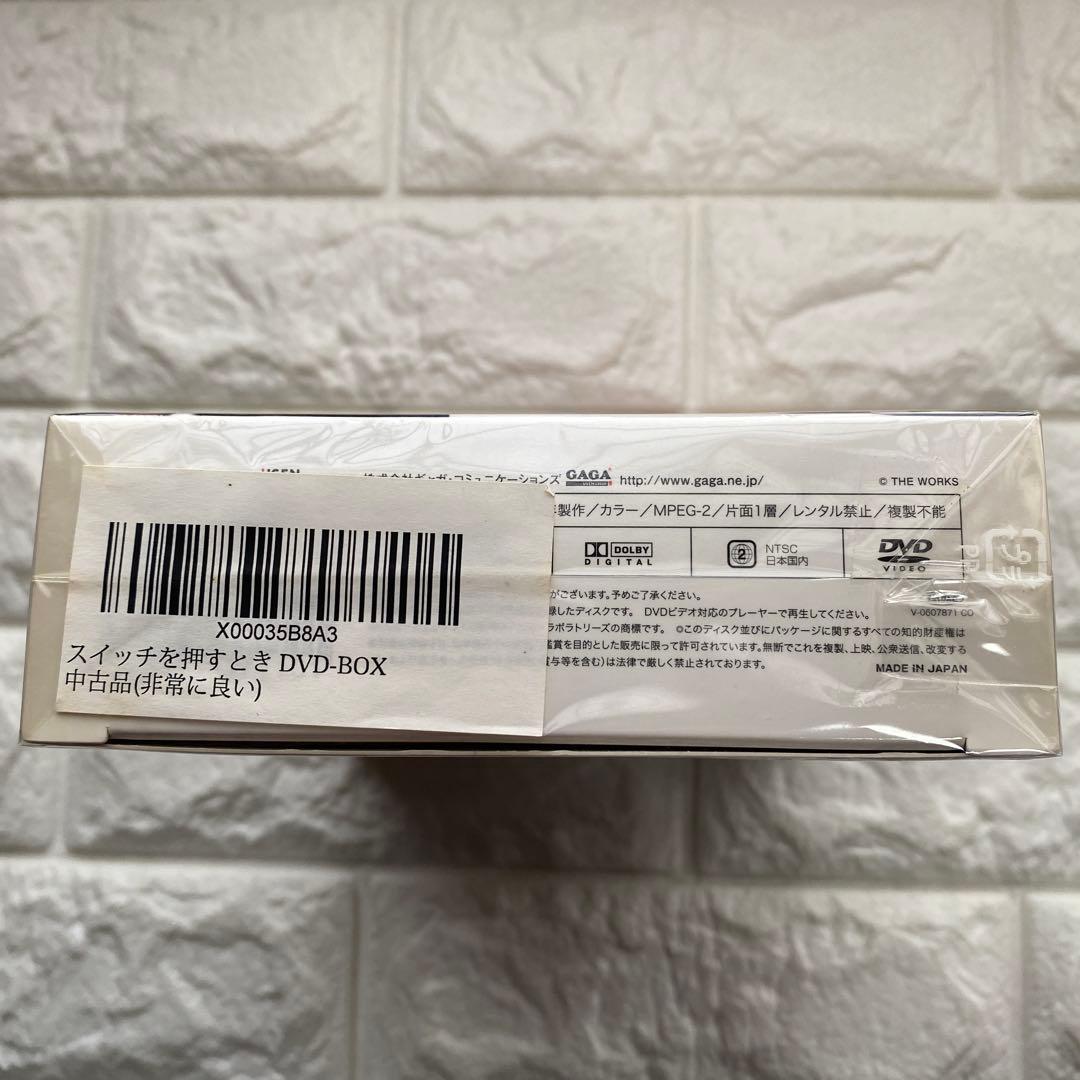 コミュニケーションズ GAGA http://www.gaga.ne.jp/ © THE WORKS
製作／カラー／MPEG-2／片面1層／レンタル禁止／複製不能
DOLBY DIGITAL
2 NTSC 日本国内
DVD VIDEO
プラ
がございます。予めご了承ください。
録したディスクです。 DVDビデオ対応のプレーヤーで再生してください。 V-0607871 CD
ラボラトリーズの商標です。 ◎このディスク並びにパッケージに関するすべての知的財産権は
鑑賞を目的とした販売に限って許可されています。無断でこれを複製、上映、公衆送信、改変する
等を含む)は法律で厳しく禁止されております。 MADE IN JAPAN
X00035B8A3
スイッチを押すとき DVD-BOX
中古品(非常に良い)